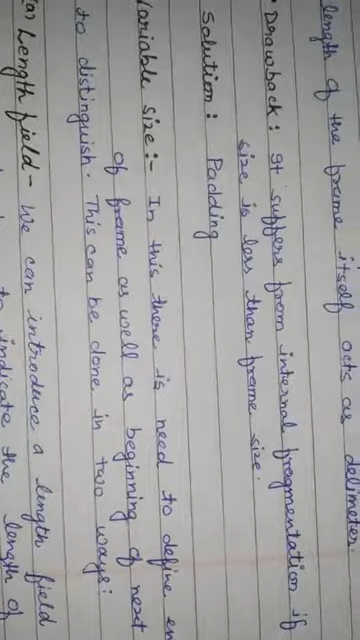 length of the frame itself acts as delimeter.
Drawback: It suffers from internal fragmentation if
size is less than frame size.
Solution: Padding
Variable size:- In this there is need to define en
of frame as well as beginning of next
to distinguish. This can be done in two ways:
(a) Length field - We can introduce a length field
to indicate the length of